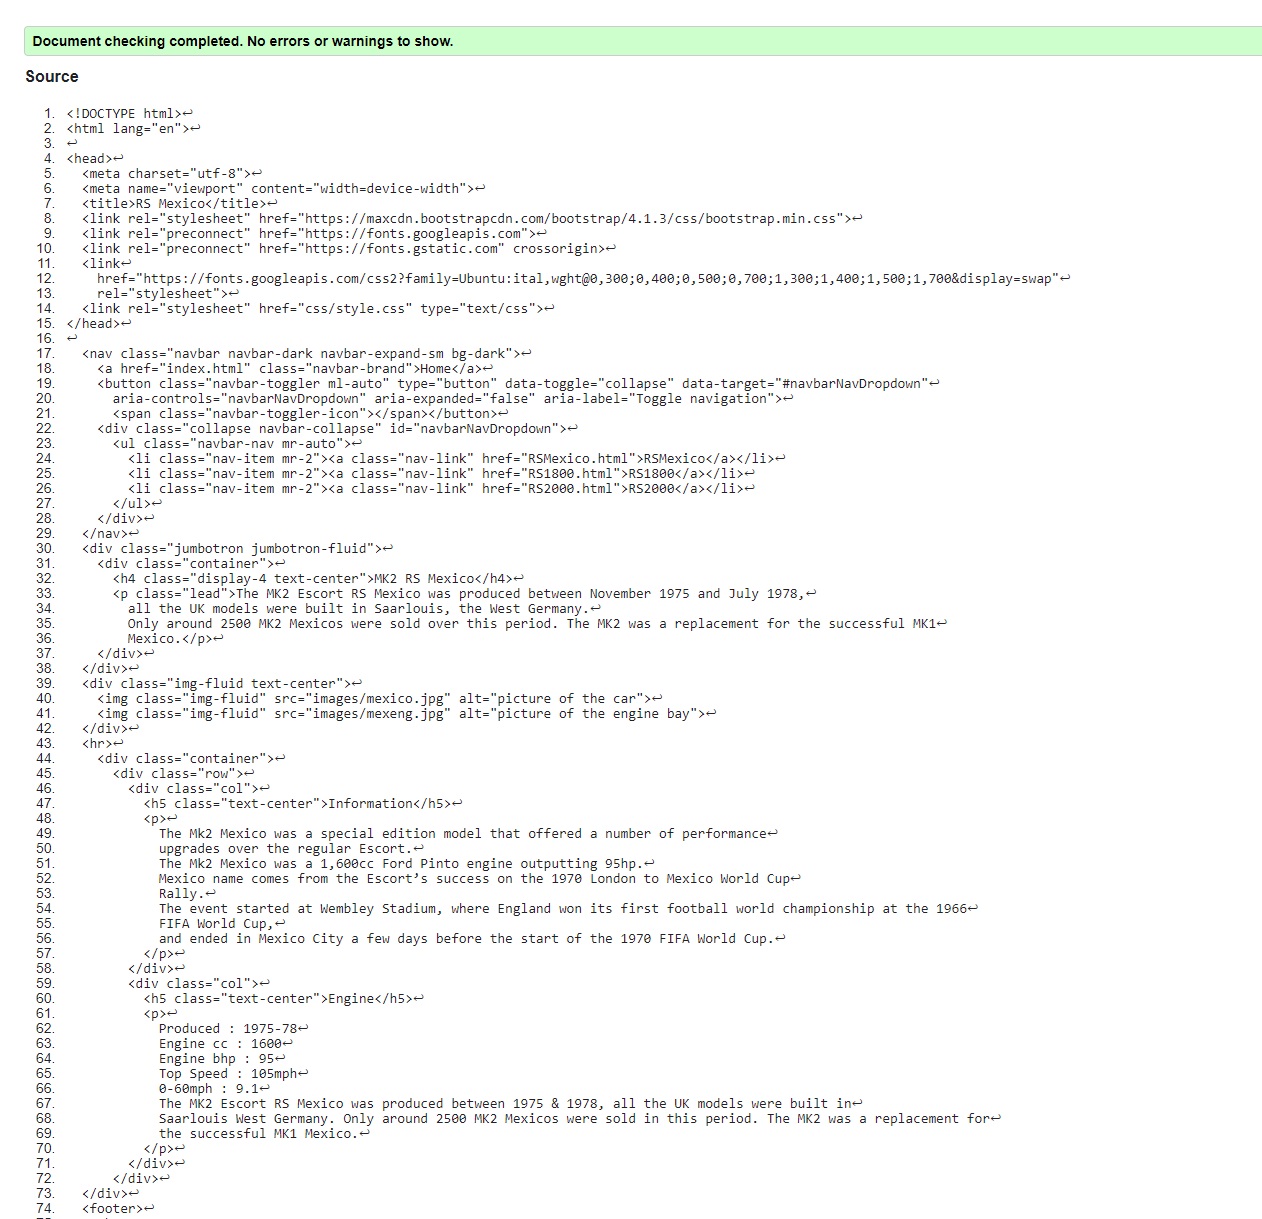 Document checking completed. No errors or warnings to show.
Source
1. <!DOCTYPE html>↩
2. <html lang="en">↩
3. ↩
4. <head>↩
5. <meta charset="utf-8">↩
6. <meta name="viewport" content="width=device-width">↩
7. <title>RS Mexico</title>↩
8. <link rel="stylesheet" href="https://maxcdn.bootstrapcdn.com/bootstrap/4.1.3/css/bootstrap.min.css">↩
9. <link rel="preconnect" href="https://fonts.googleapis.com">↩
10. <link rel="preconnect" href="https://fonts.gstatic.com" crossorigin>↩
11. <link↩
12. href="https://fonts.googleapis.com/css2?family=Ubuntu:ital,wght@0,300;0,400;0,500;0,700;1,300;1,400;1,500;1,700&display=swap"↩
13. rel="stylesheet">↩
14. <link rel="stylesheet" href="css/style.css" type="text/css">↩
15. </head>↩
16. ↩
17. <nav class="navbar navbar-dark navbar-expand-sm bg-dark">↩
18. <a href="index.html" class="navbar-brand">Home</a>↩
19. <button class="navbar-toggler ml-auto" type="button" data-toggle="collapse" data-target="#navbarNavDropdown"↩
20. aria-controls="navbarNavDropdown" aria-expanded="false" aria-label="Toggle navigation">↩
21. <span class="navbar-toggler-icon"></span></button>↩
22. <div class="collapse navbar-collapse" id="navbarNavDropdown">↩
23. <ul class="navbar-nav mr-auto">↩
24. <li class="nav-item mr-2"><a class="nav-link" href="RSMexico.html">RSMexico</a></li>↩
25. <li class="nav-item mr-2"><a class="nav-link" href="RS1800.html">RS1800</a></li>↩
26. <li class="nav-item mr-2"><a class="nav-link" href="RS2000.html">RS2000</a></li>↩
27. </ul>↩
28. </div>↩
29. </nav>↩
30. <div class="jumbotron jumbotron-fluid">↩
31. <div class="container">↩
32. <h4 class="display-4 text-center">MK2 RS Mexico</h4>↩
33. <p class="lead">The MK2 Escort RS Mexico was produced between November 1975 and July 1978,↩
34. all the UK models were built in Saarlouis, the West Germany.↩
35. Only around 2500 MK2 Mexicos were sold over this period. The MK2 was a replacement for the successful MK1↩
36. Mexico.</p>↩
37. </div>↩
38. </div>↩
39. <div class="img-fluid text-center">↩
40. <img class="img-fluid" src="images/mexico.jpg" alt="picture of the car">↩
41. <img class="img-fluid" src="images/mexeng.jpg" alt="picture of the engine bay">↩
42. </div>↩
43. <hr>↩
44. <div class="container">↩
45. <div class="row">↩
46. <div class="col">↩
47. <h5 class="text-center">Information</h5>↩
48. <p>↩
49. The Mk2 Mexico was a special edition model that offered a number of performance↩
50. upgrades over the regular Escort.↩
51. The Mk2 Mexico was a 1,600cc Ford Pinto engine outputting 95hp.↩
52. Mexico name comes from the Escort’s success on the 1970 London to Mexico World Cup↩
53. Rally.↩
54. The event started at Wembley Stadium, where England won its first football world championship at the 1966↩
55. FIFA World Cup,↩
56. and ended in Mexico City a few days before the start of the 1970 FIFA World Cup.↩
57. </p>↩
58. </div>↩
59. <div class="col">↩
60. <h5 class="text-center">Engine</h5>↩
61. <p>↩
62. Produced : 1975-78↩
63. Engine cc : 1600↩
64. Engine bhp : 95↩
65. Top Speed : 105mph↩
66. 0-60mph : 9.1↩
67. The MK2 Escort RS Mexico was produced between 1975 & 1978, all the UK models were built in↩
68. Saarlouis West Germany. Only around 2500 MK2 Mexicos were sold in this period. The MK2 was a replacement for↩
69. the successful MK1 Mexico.↩
70. </p>↩
71. </div>↩
72. </div>↩
73. </div>↩
74. <footer>↩